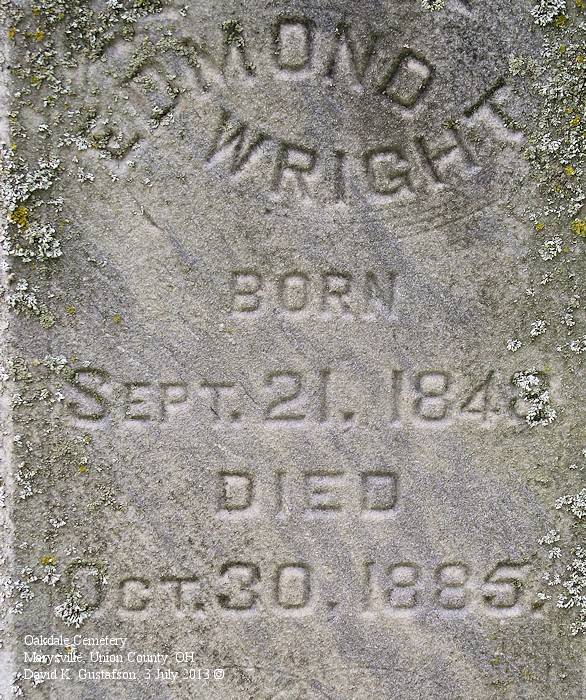 EDMOND T.
WRIGHT
BORN
SEPT. 21, 1848
DIED
OCT. 30. 1885.
Oakdale Cemetery
Marysville, Union County, OH
David K. Gustafson, 3 July 2013 ©